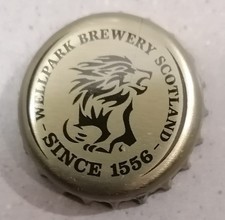 - WELLPARK BREWERY SCOTLAND -
SINCE 1556